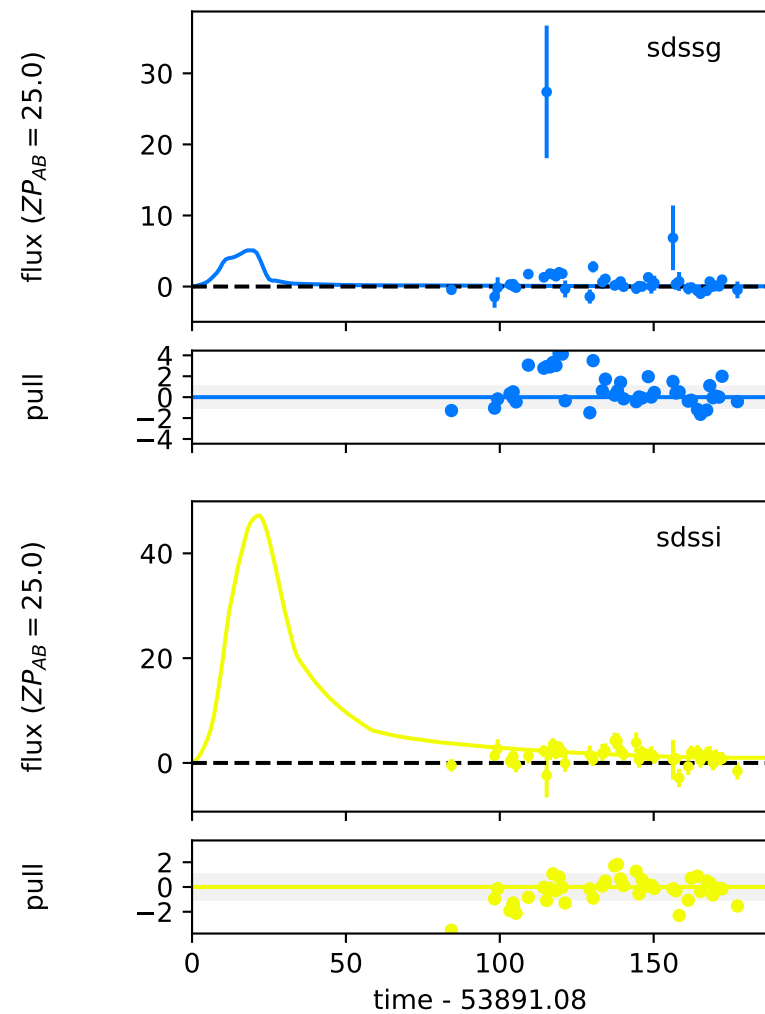 sdssg
flux (ZP_AB = 25.0)
30
20
10
0
pull
4
2
0
−2
−4
sdssi
flux (ZP_AB = 25.0)
40
20
0
pull
2
0
−2
0 50 100 150
time - 53891.08